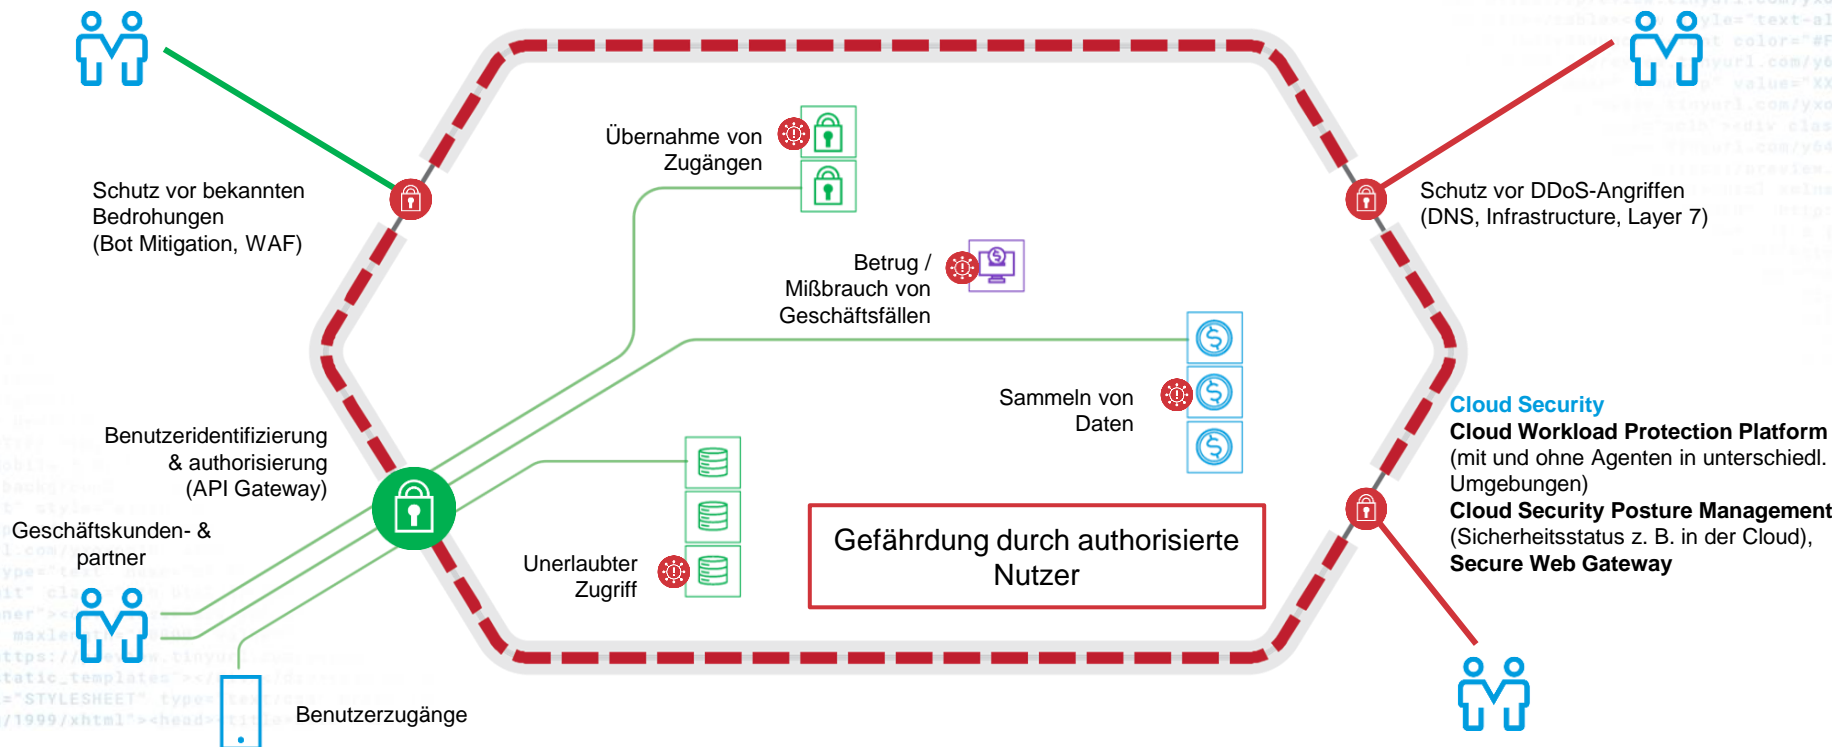 Schutz vor bekannten
Bedrohungen
(Bot Mitigation, WAF)
Übernahme von
Zugängen
Schutz vor DDoS-Angriffen
(DNS, Infrastructure, Layer 7)
Betrug /
Mißbrauch von
Geschäftsfällen
Sammeln von
Daten
Cloud Security
Cloud Workload Protection Platform
(mit und ohne Agenten in unterschiedl.
Umgebungen)
Cloud Security Posture Management
(Sicherheitsstatus z. B. in der Cloud),
Secure Web Gateway
Benutzeridentifizierung
& authorisierung
(API Gateway)
Geschäftskunden- &
partner
Unerlaubter
Zugriff
Gefährdung durch authorisierte
Nutzer
Benutzerzugänge